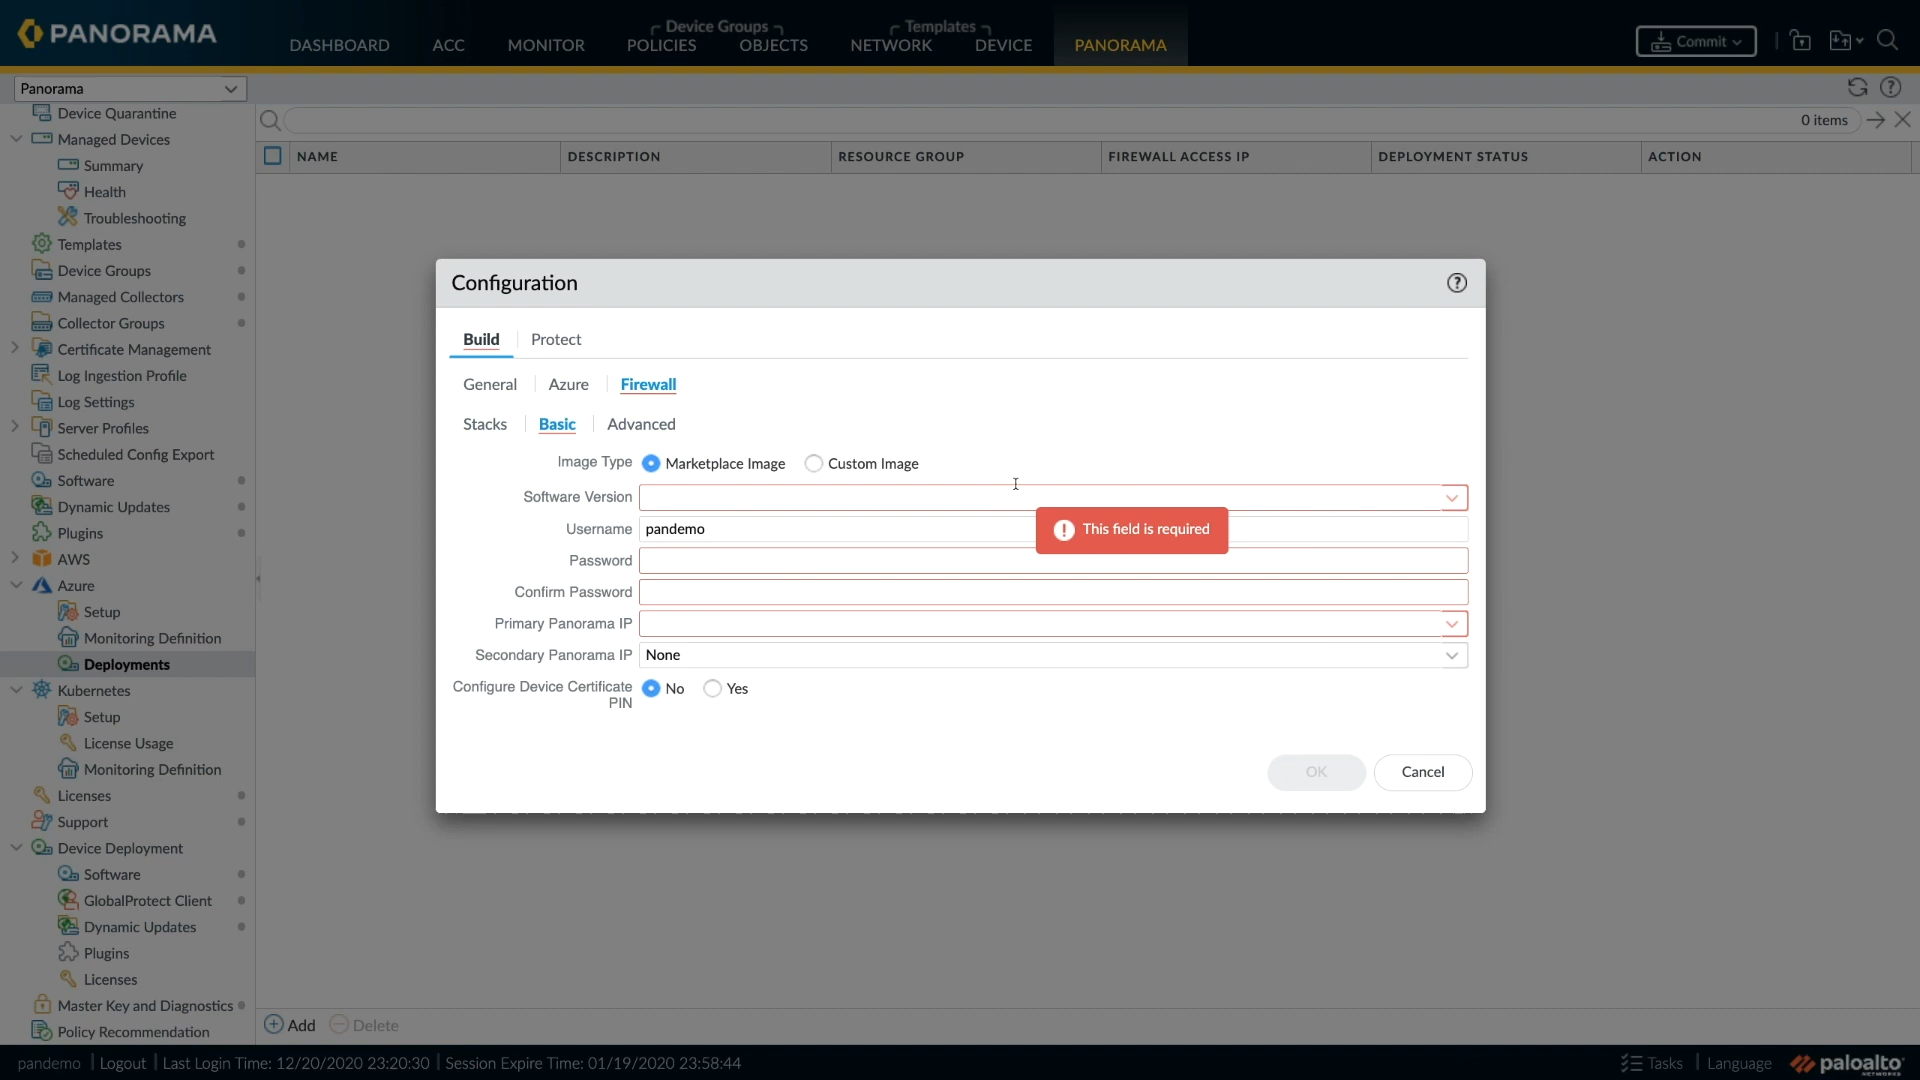 PANORAMA
Device Groups
Templates
DASHBOARD
ACC
MONITOR
POLICIES
OBJECTS
NETWORK
DEVICE
PANORAMA
Commit
Panorama
Device Quarantine
Managed Devices
Summary
Health
Troubleshooting
Templates
Device Groups
Managed Collectors
Collector Groups
Certificate Management
Log Ingestion Profile
Log Settings
Server Profiles
Scheduled Config Export
Software
Dynamic Updates
Plugins
AWS
Azure
Setup
Monitoring Definition
Deployments
Kubernetes
Setup
License Usage
Monitoring Definition
Licenses
Support
Device Deployment
Software
GlobalProtect Client
Dynamic Updates
Plugins
Licenses
Master Key and Diagnostics
Policy Recommendation
0 items
NAME
DESCRIPTION
RESOURCE GROUP
FIREWALL ACCESS IP
DEPLOYMENT STATUS
ACTION
Configuration
Build
Protect
General
Azure
Firewall
Stacks
Basic
Advanced
Image Type
Marketplace Image
Custom Image
Software Version
Username
pandemo
This field is required
Password
Confirm Password
Primary Panorama IP
Secondary Panorama IP
None
Configure Device Certificate
PIN
No
Yes
OK
Cancel
Add
Delete
pandemo
Logout
Last Login Time: 12/20/2020 23:20:30
Session Expire Time: 01/19/2020 23:58:44
Tasks
Language
paloalto
NETWORKS